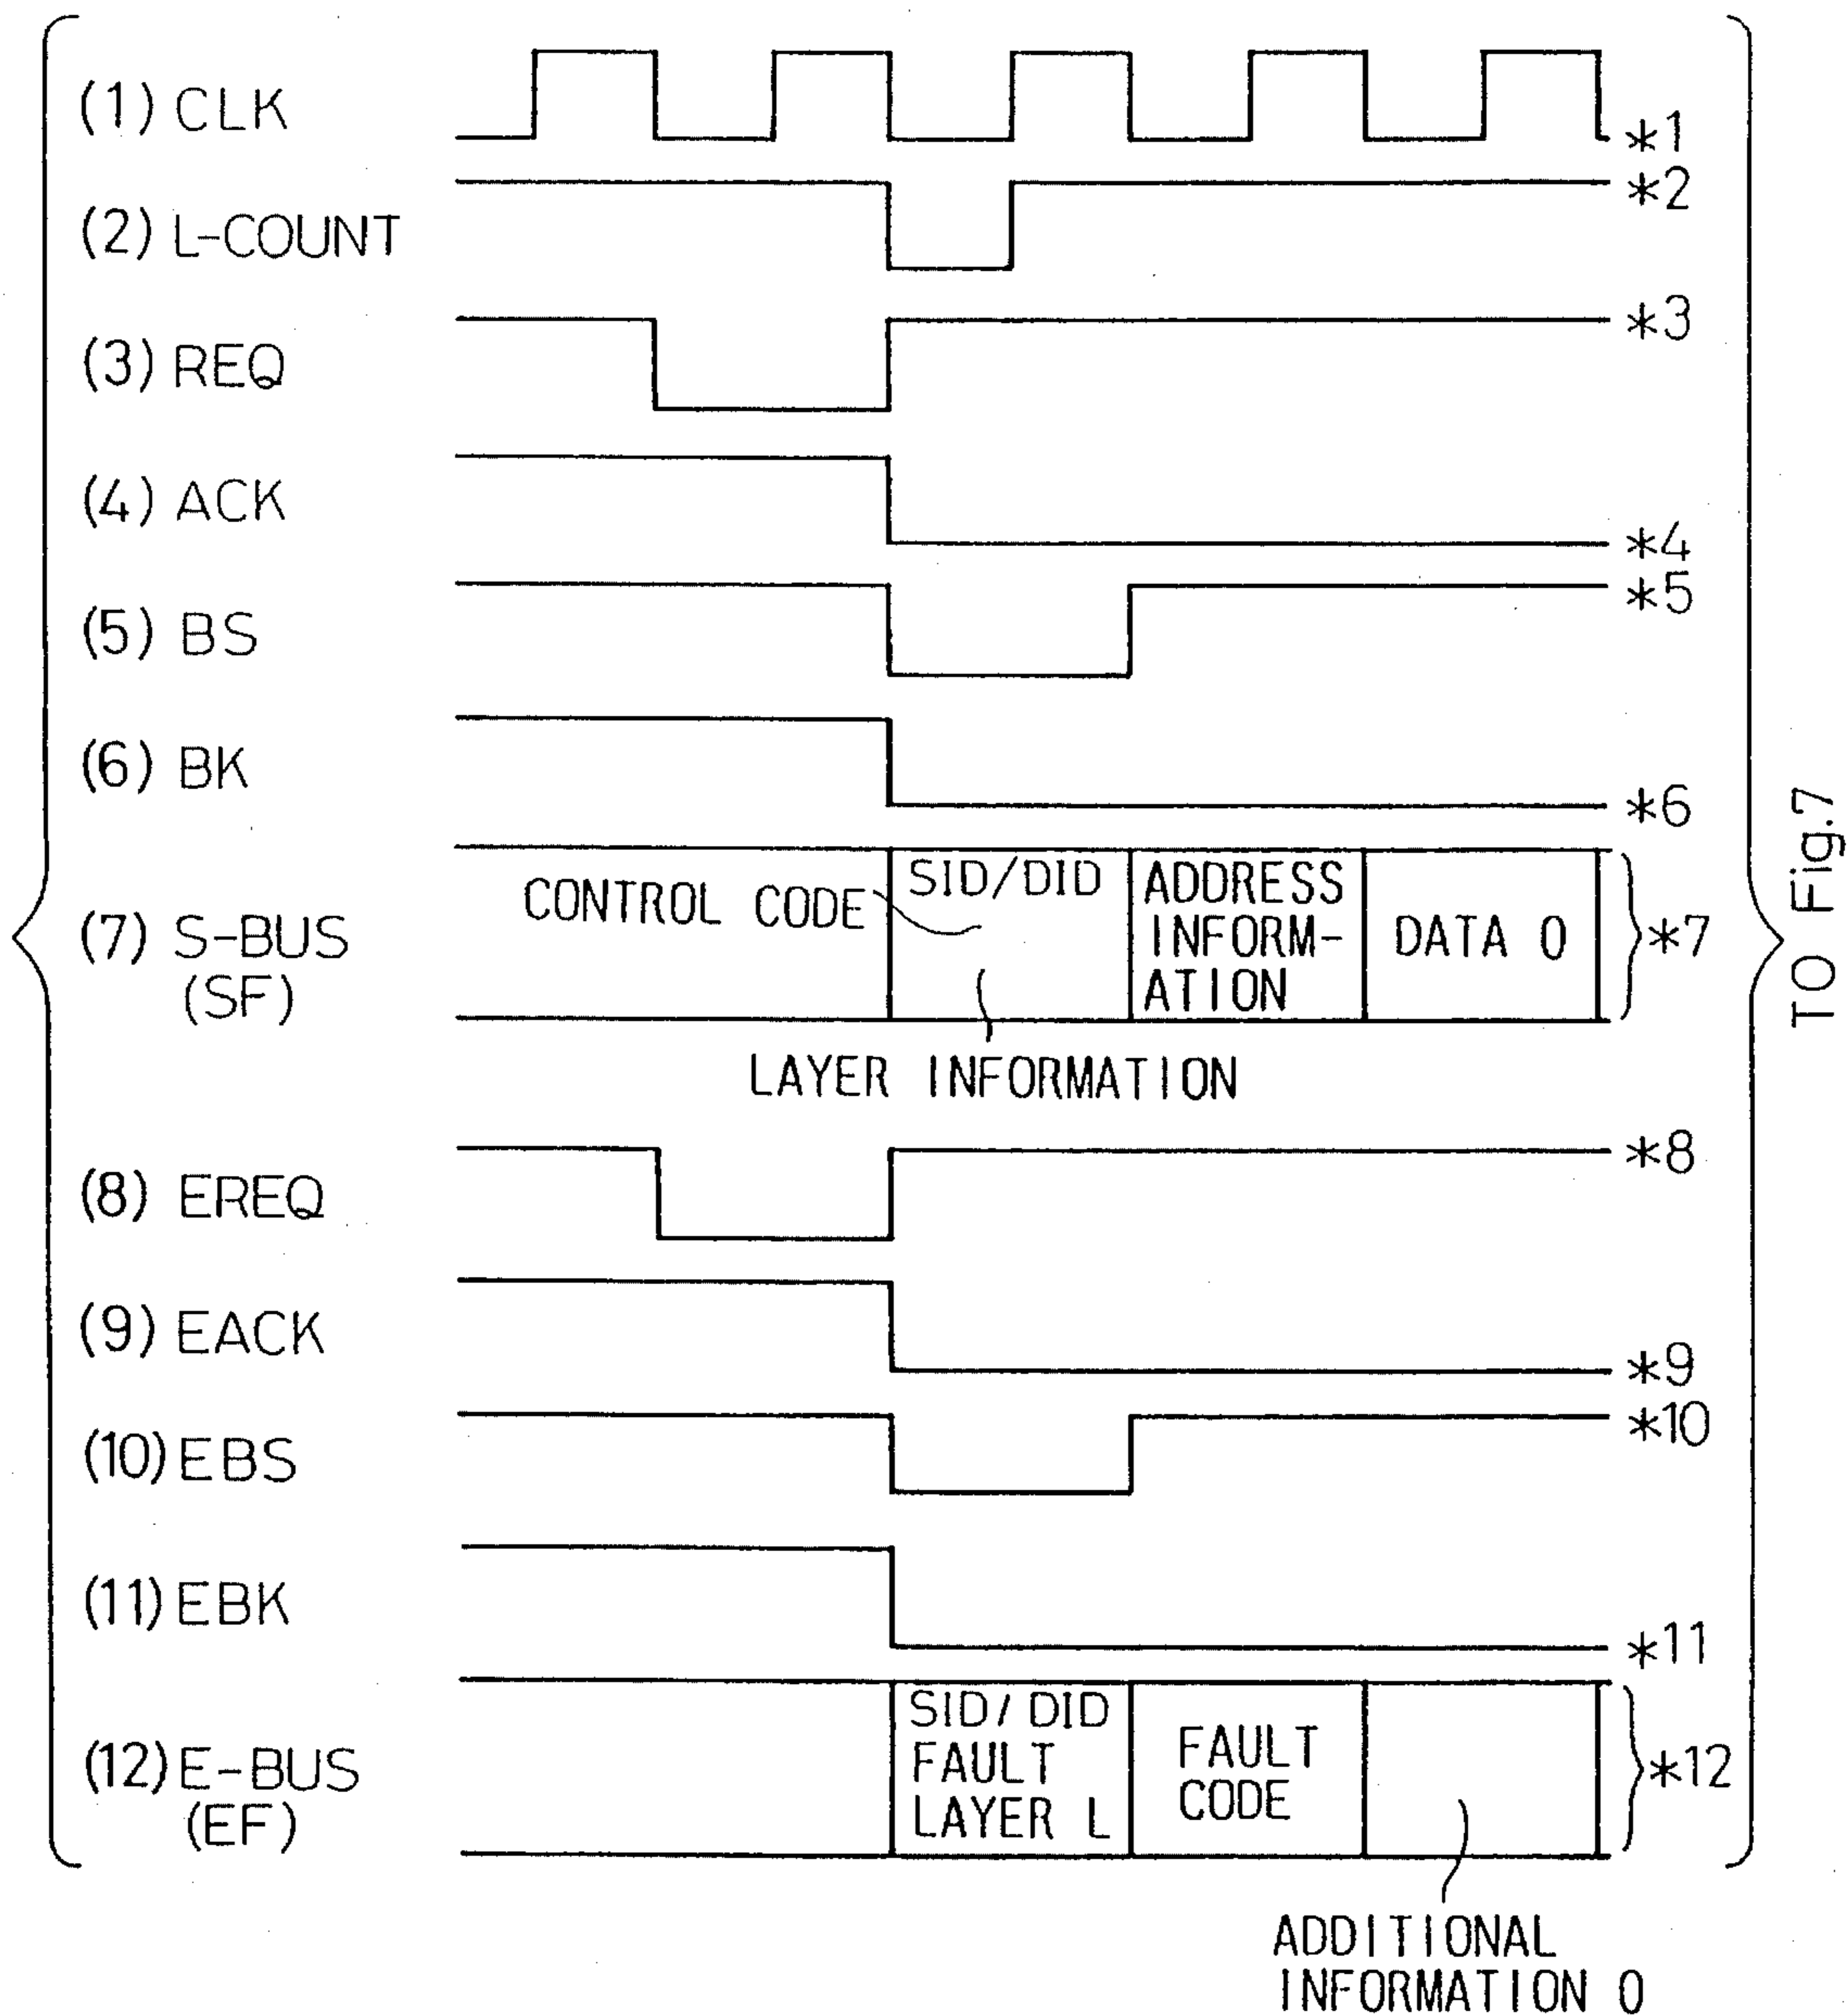 (1) CLK
*1
(2) L-COUNT
*2
(3) REQ
*3
(4) ACK
*4
(5) BS
*5
(6) BK
*6
(7) S-BUS
(SF)
CONTROL CODE
SID/DID
ADDRESS
INFORM-
ATION
DATA 0
*7
LAYER INFORMATION
(8) EREQ
*8
(9) EACK
*9
(10) EBS
*10
(11) EBK
*11
(12) E-BUS
(EF)
SID/DID
FAULT
LAYER L
FAULT
CODE
*12
ADDITIONAL
INFORMATION 0
TO Fig.7